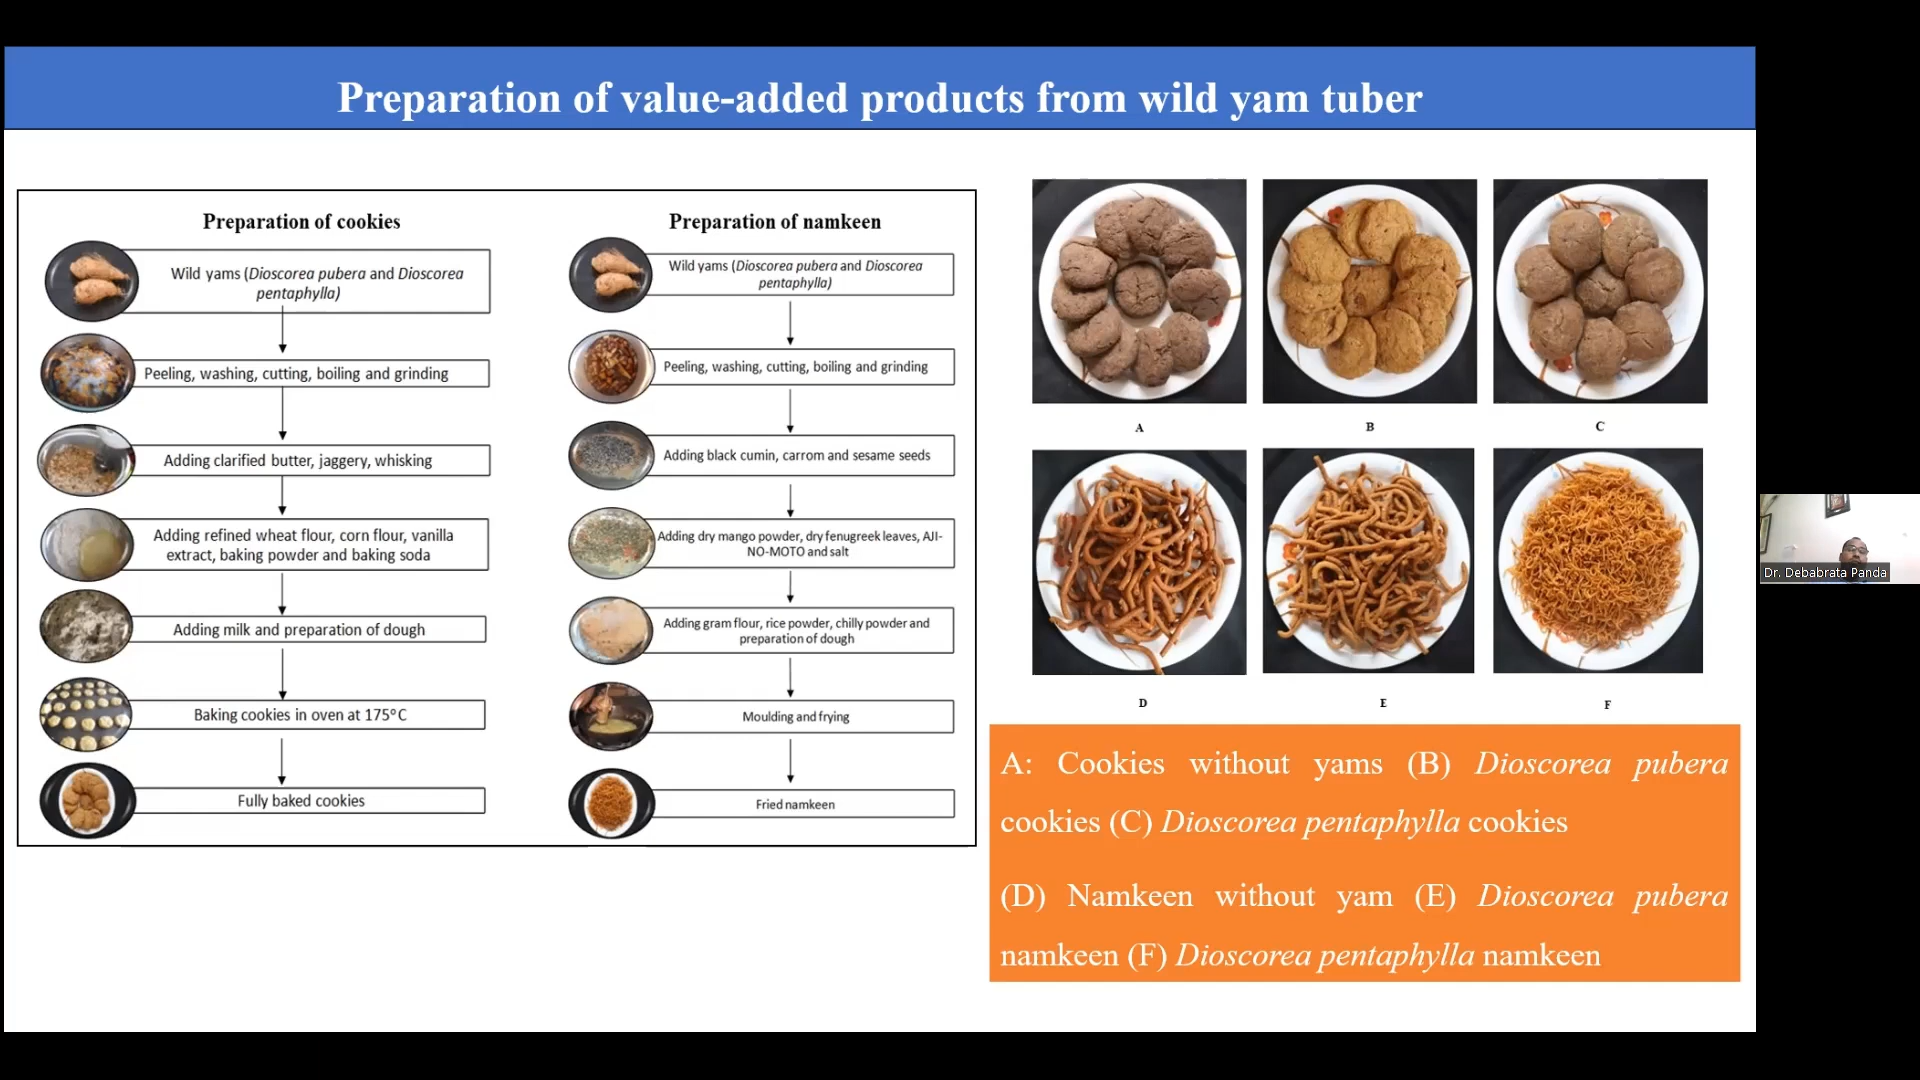 Preparation of value-added products from wild yam tuber
Preparation of cookies
Wild yams (Dioscorea pubera and Dioscorea
pentaphylla)
Peeling, washing, cutting, boiling and grinding
Adding clarified butter, jaggery, whisking
Adding refined wheat flour, corn flour, vanilla
extract, baking powder and baking soda
Adding milk and preparation of dough
Baking cookies in oven at 175°C
Fully baked cookies
Preparation of namkeen
Wild yams (Dioscorea pubera and Dioscorea
pentaphylla)
Peeling, washing, cutting, boiling and grinding
Adding black cumin, carrom and sesame seeds
Adding dry mango powder, dry fenugreek leaves, AJI-
NO-MOTO and salt
Adding gram flour, rice powder, chilly powder and
preparation of dough
Moulding and frying
Fried namkeen
A
B
C
D
E
F
A: Cookies without yams (B) Dioscorea pubera
cookies (C) Dioscorea pentaphylla cookies
(D) Namkeen without yam (E) Dioscorea pubera
namkeen (F) Dioscorea pentaphylla namkeen
Dr. Debabrata Panda